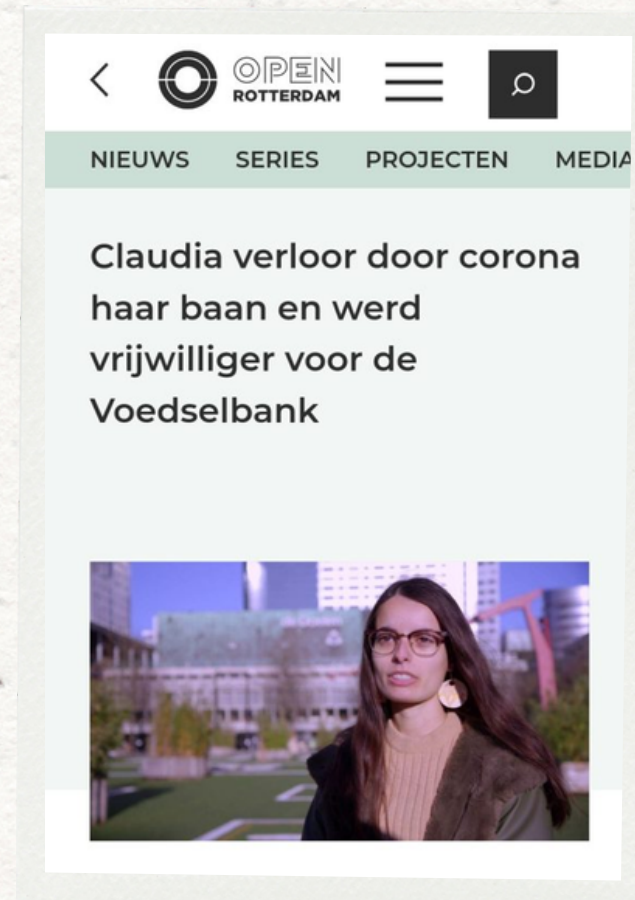 OPEN
ROTTERDAM
NIEUWS SERIES PROJECTEN MEDIA
Claudia verloor door corona
haar baan en werd
vrijwilliger voor de
Voedselbank